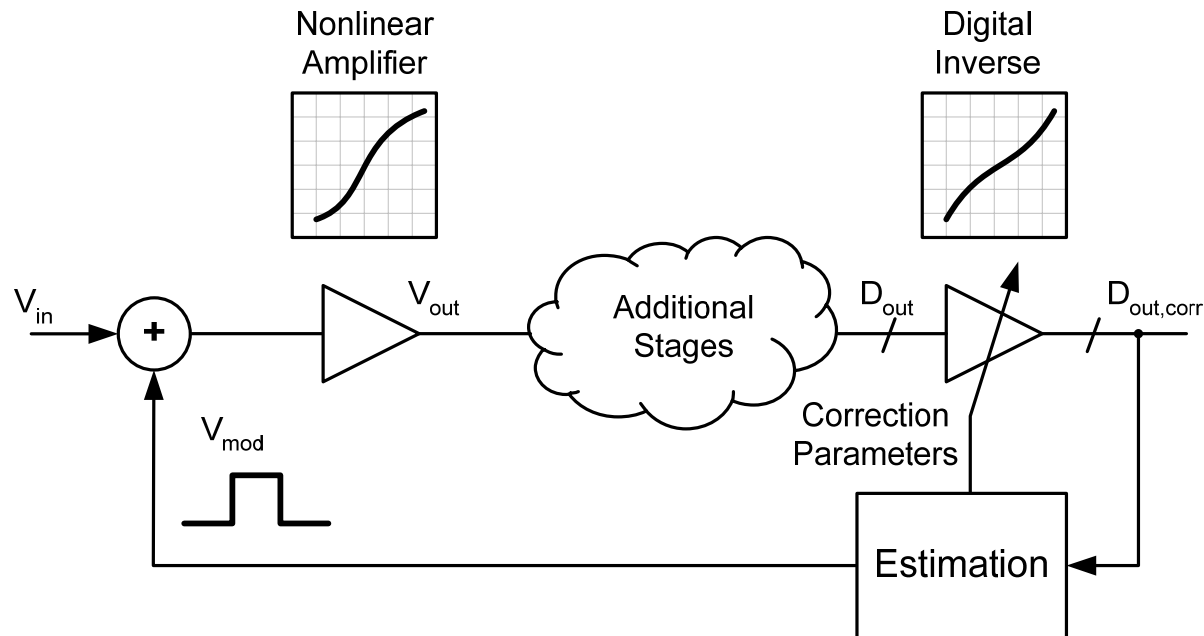 Nonlinear
Amplifier
Digital
Inverse
V_in
+
V_out
Additional
Stages
D_out
D_out,corr
V_mod
Correction
Parameters
Estimation